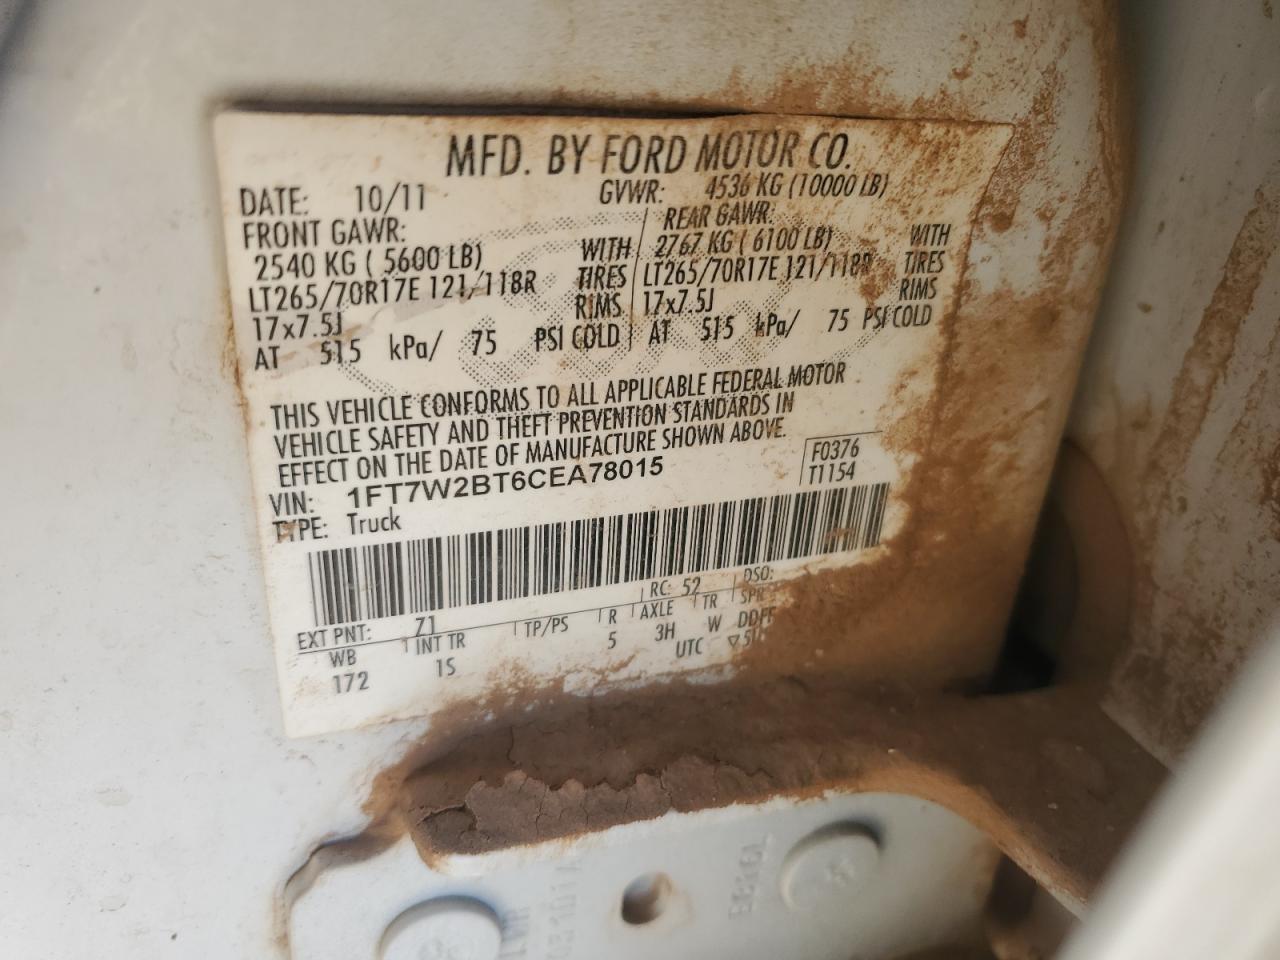 MFD. BY FORD MOTOR CO.
DATE: 10/11 GVWR: 4536 KG (10000 LB)
FRONT GAWR: REAR GAWR:
2540 KG ( 5600 LB) WITH 2767 KG ( 6100 LB) WITH
LT265/70R17E 121/118R TIRES LT265/70R17E 121/118R TIRES
17x7.5J RIMS 17x7.5J RIMS
AT 515 kPa/ 75 PSI COLD AT 515 kPa/ 75 PSI COLD
THIS VEHICLE CONFORMS TO ALL APPLICABLE FEDERAL MOTOR
VEHICLE SAFETY AND THEFT PREVENTION STANDARDS IN
EFFECT ON THE DATE OF MANUFACTURE SHOWN ABOVE.
VIN: 1FT7W2BT6CEA78015 F0376
TYPE: Truck T1154
EXT PNT: Z1 RC: 52 DSO:
WB INT TR TP/PS R AXLE TR SPR
172 1S 5 3H W
UTC